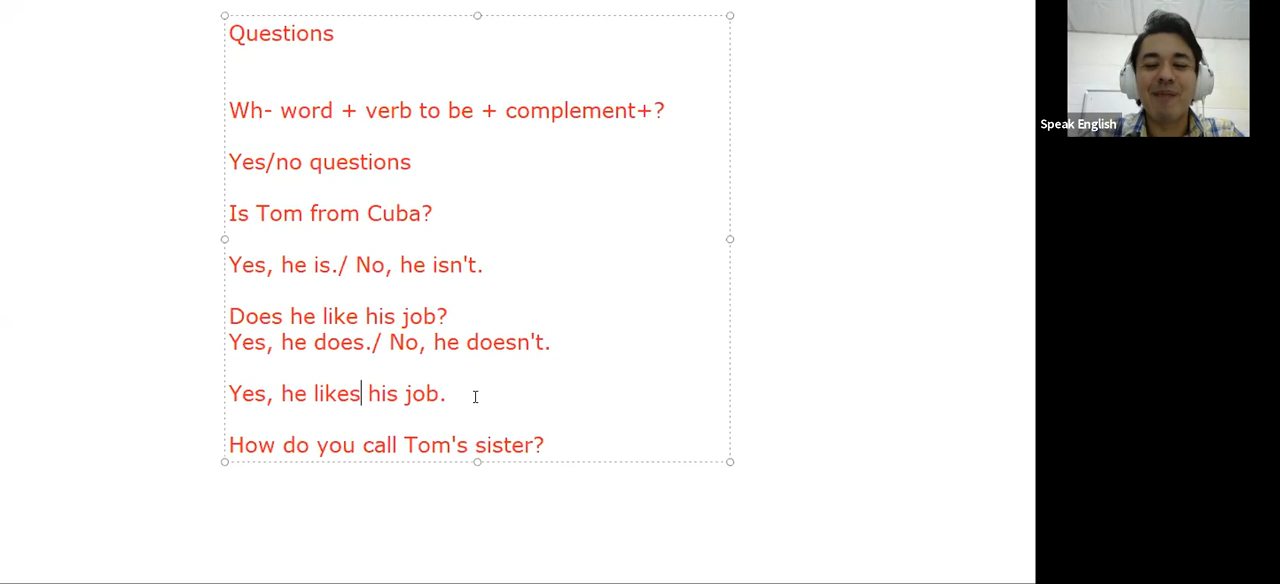 Questions
Wh- word + verb to be + complement+?
Yes/no questions
Is Tom from Cuba?
Yes, he is./ No, he isn't.
Does he like his job?
Yes, he does./ No, he doesn't.
Yes, he likes his job.
How do you call Tom's sister?
Speak English